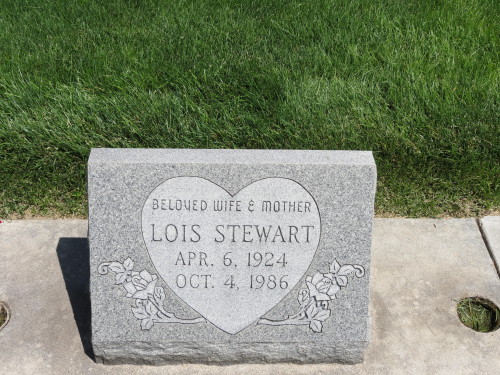 BELOVED WIFE & MOTHER
LOIS STEWART
APR. 6, 1924
OCT. 4, 1986